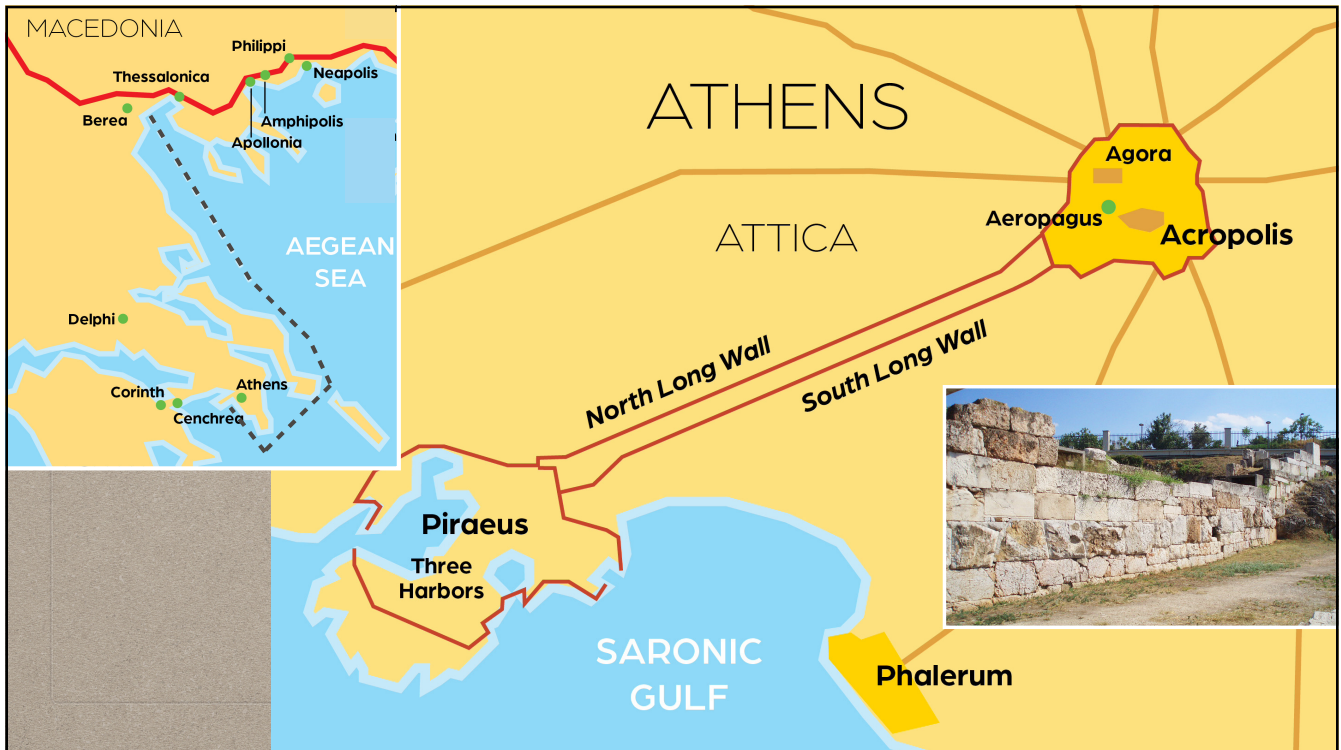 MACEDONIA
Philippi
Neapolis
Thessalonica
Berea
Amphipolis
Apollonia
AEGEAN
SEA
Delphi
Corinth
Athens
Cenchrea
ATHENS
ATTICA
Agora
Aeropagus
Acropolis
North Long Wall
South Long Wall
Piraeus
Three
Harbors
SARONIC
GULF
Phalerum